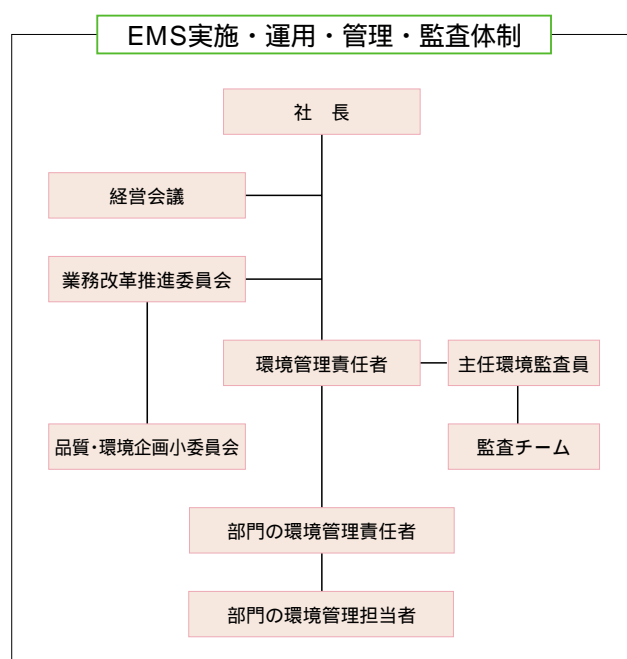 EMS実施・運用・管理・監査体制
社　長
経営会議
業務改革推進委員会
環境管理責任者
主任環境監査員
品質・環境企画小委員会
監査チーム
部門の環境管理責任者
部門の環境管理担当者